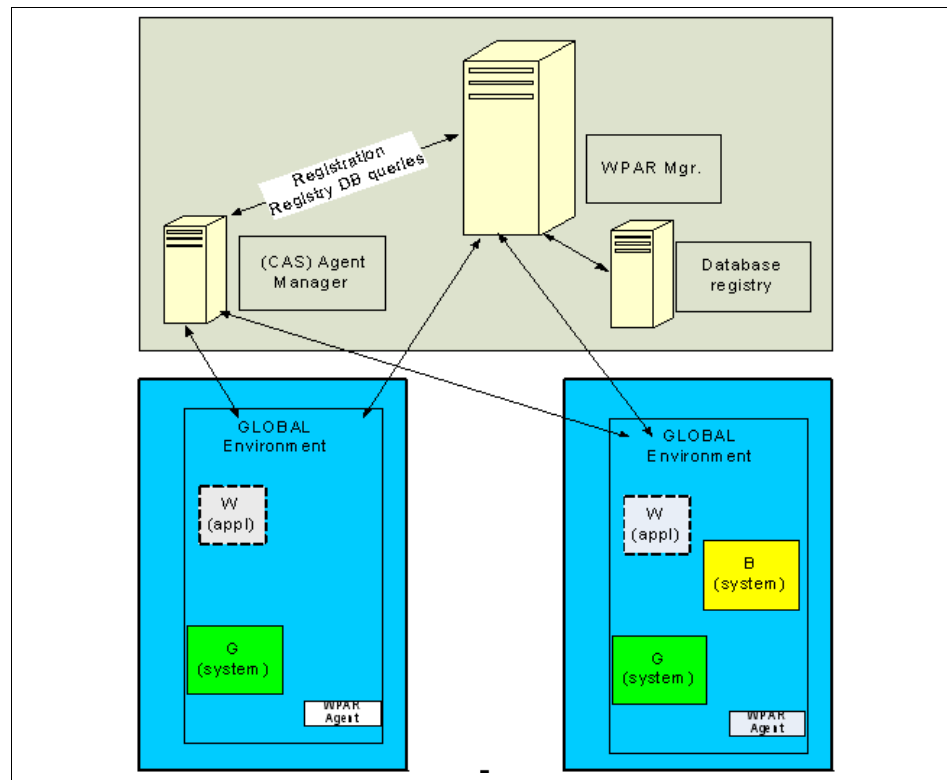 Registration
Registry DB queries
WPAR Mgr.
(CAS) Agent
Manager
Database
registry
GLOBAL
Environment
W
(appl)
G
(system)
WPAR
Agent
GLOBAL
Environment
W
(appl)
B
(system)
G
(system)
WPAR
Agent